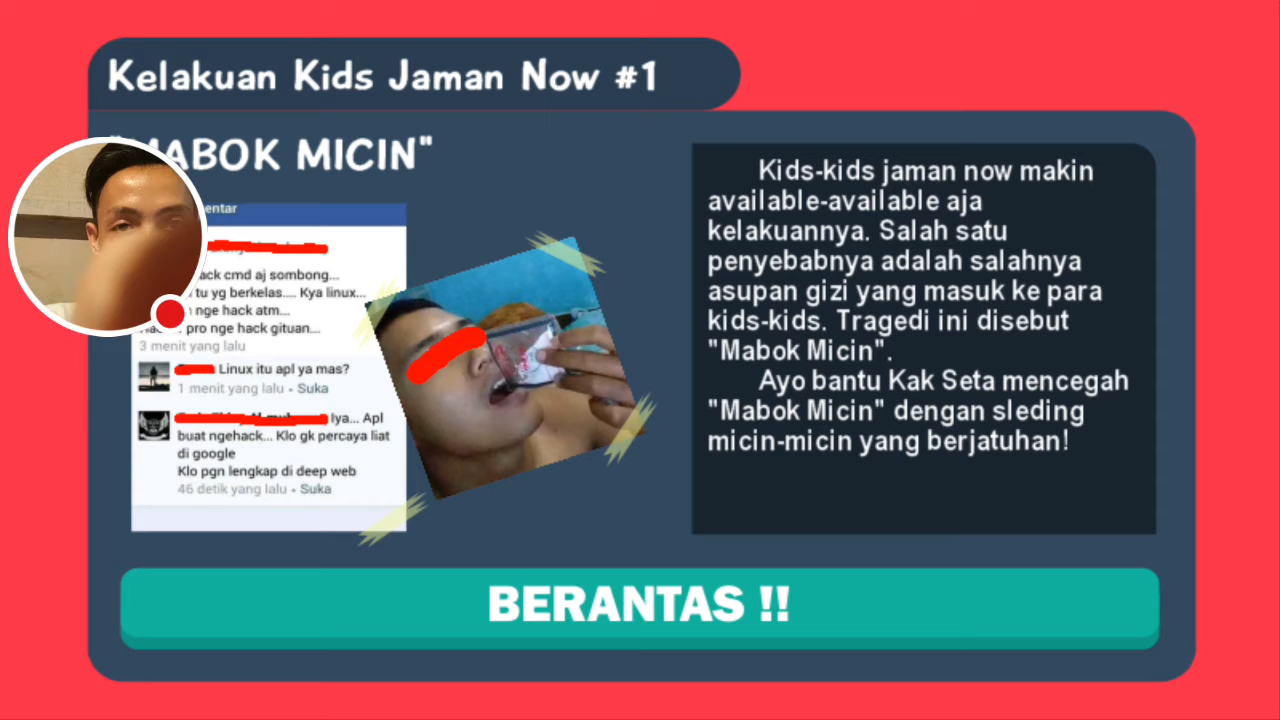 Kelakuan Kids Jaman Now #1
MABOK MICIN"
entar
ack cmd aj sombong...
tu yg berkelas.... Kya linux...
nge hack atm...
pro nge hack gituan...
3 menit yang lalu
Linux itu apl ya mas?
1 menit yang lalu • Suka
Iya... Apl
buat ngehack... Klo gk percaya liat
di google
Klo pgn lengkap di deep web
46 detik yang lalu • Suka
Kids-kids jaman now makin
available-available aja
kelakuannya. Salah satu
penyebabnya adalah salahnya
asupan gizi yang masuk ke para
kids-kids. Tragedi ini disebut
"Mabok Micin".
Ayo bantu Kak Seta mencegah
"Mabok Micin" dengan sleding
micin-micin yang berjatuhan!
BERANTAS !!